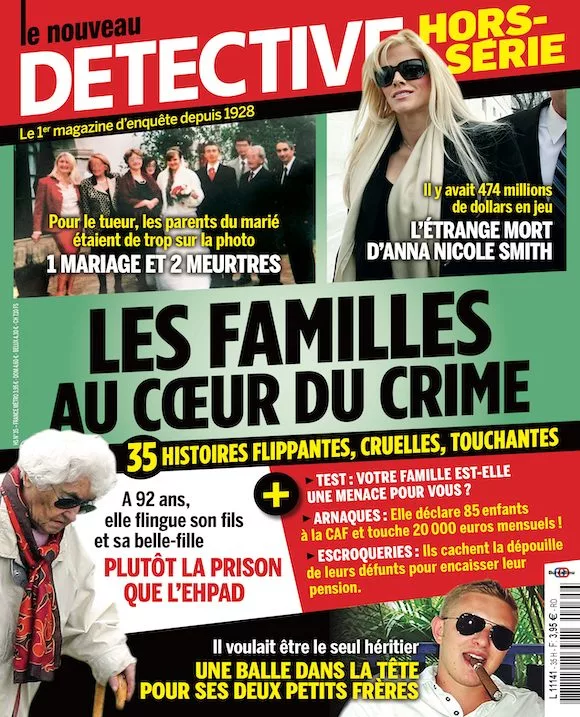 le nouveau
DETECTIVE
HORS-
SÉRIE
Le 1er magazine d'enquête depuis 1928
Pour le tueur, les parents du marié
étaient de trop sur la photo
1 MARIAGE ET 2 MEURTRES
Il y avait 474 millions
de dollars en jeu
L'ÉTRANGE MORT
D'ANNA NICOLE SMITH
LES FAMILLES
AU CŒUR DU CRIME
35 HISTOIRES FLIPPANTES, CRUELLES, TOUCHANTES
A 92 ans,
elle flingue son fils
et sa belle-fille
PLUTÔT LA PRISON
QUE L'EHPAD
+
▸ TEST : VOTRE FAMILLE EST-ELLE
UNE MENACE POUR VOUS ?
▸ ARNAQUES : Elle déclare 85 enfants
à la CAF et touche 20 000 euros mensuels !
▸ ESCROQUERIES : Ils cachent la dépouille
de leurs défunts pour encaisser leur
pension.
Il voulait être le seul héritier
UNE BALLE DANS LA TÊTE
POUR SES DEUX PETITS FRÈRES
L 11141 - 35 H - F: 3,95 € - RD